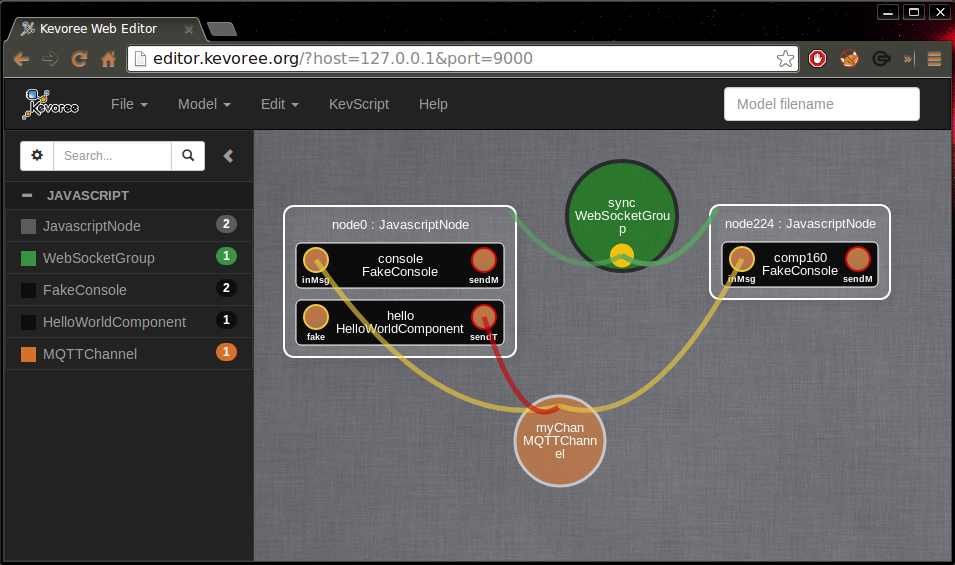 Kevoree Web Editor
editor.kevoree.org/?host=127.0.0.1&port=9000
»
Kevoree
File
Model
Edit
KevScript
Help
Model filename
Search...
JAVASCRIPT
JavascriptNode 2
WebSocketGroup 1
FakeConsole 2
HelloWorldComponent 1
MQTTChannel 1
sync
WebSocketGrou
p
node0 : JavascriptNode
console
FakeConsole
inMsg
sendM
hello
HelloWorldComponent
fake
sendT
node224 : JavascriptNode
comp160
FakeConsole
inMsg
sendM
myChan
MQTTChann
el